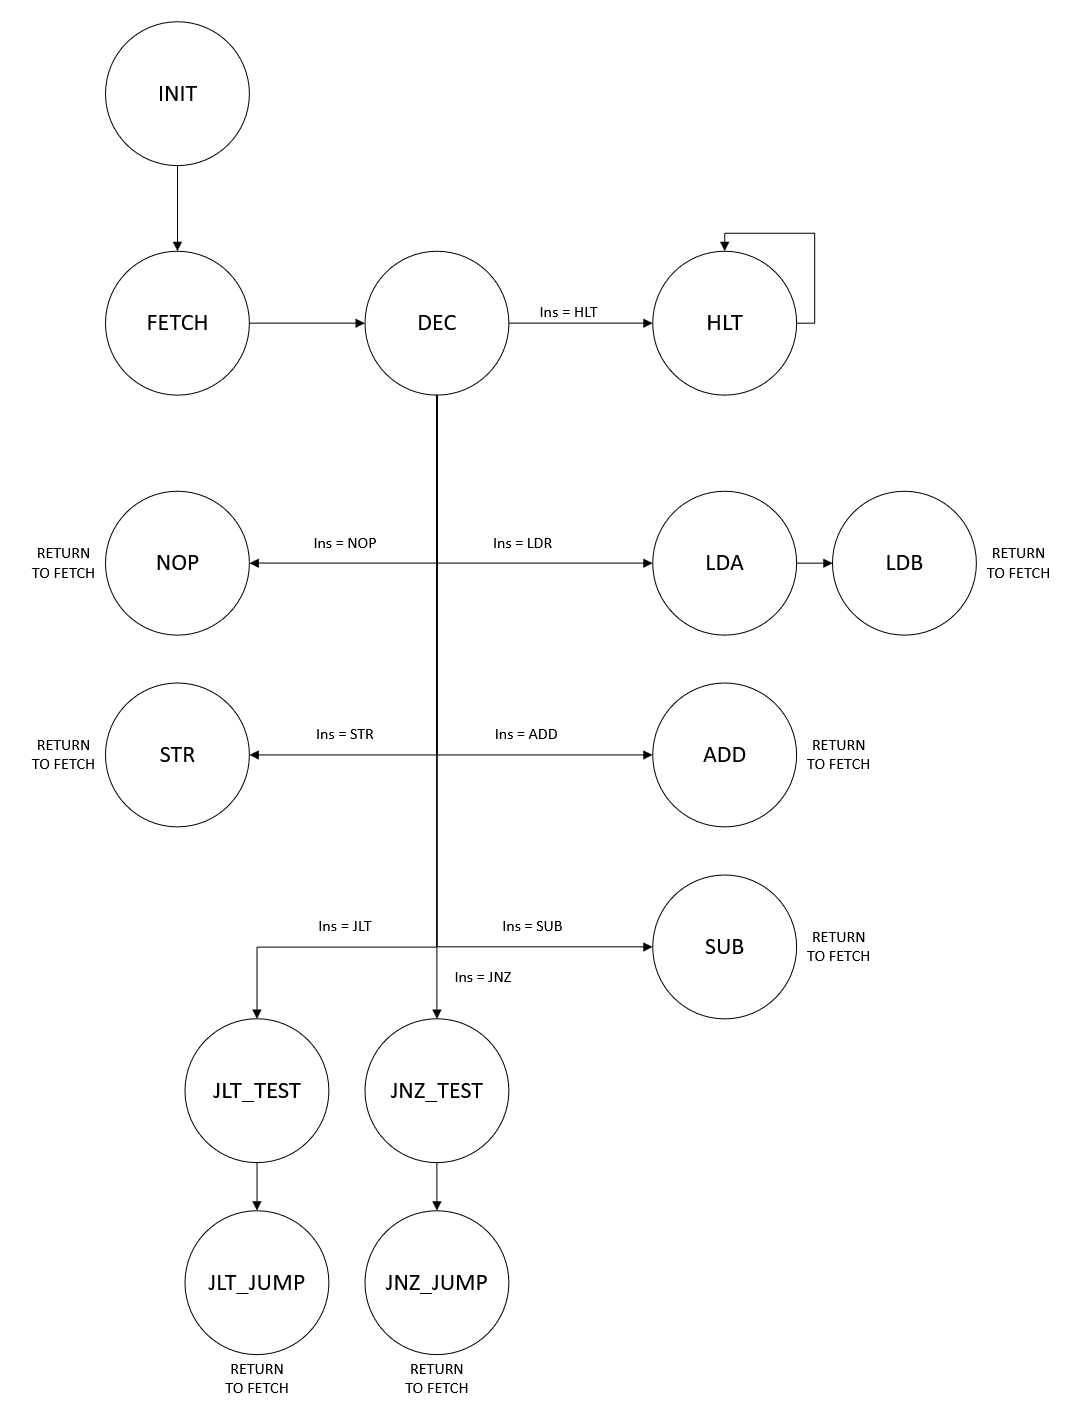 INIT
FETCH
DEC
Ins = HLT
HLT
RETURN
TO FETCH
NOP
Ins = NOP
Ins = LDR
LDA
LDB
RETURN
TO FETCH
RETURN
TO FETCH
STR
Ins = STR
Ins = ADD
ADD
RETURN
TO FETCH
Ins = JLT
Ins = SUB
SUB
RETURN
TO FETCH
Ins = JNZ
JLT_TEST
JNZ_TEST
JLT_JUMP
JNZ_JUMP
RETURN
TO FETCH
RETURN
TO FETCH